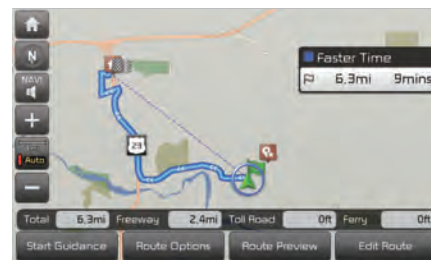 N
Faster Time
NAVI
6.3mi 9mins
1
+
23
Auto
−
Total 6.3mi Freeway 2.4mi Toll Road 0ft Ferry 0ft
Start Guidance Route Options Route Preview Edit Route